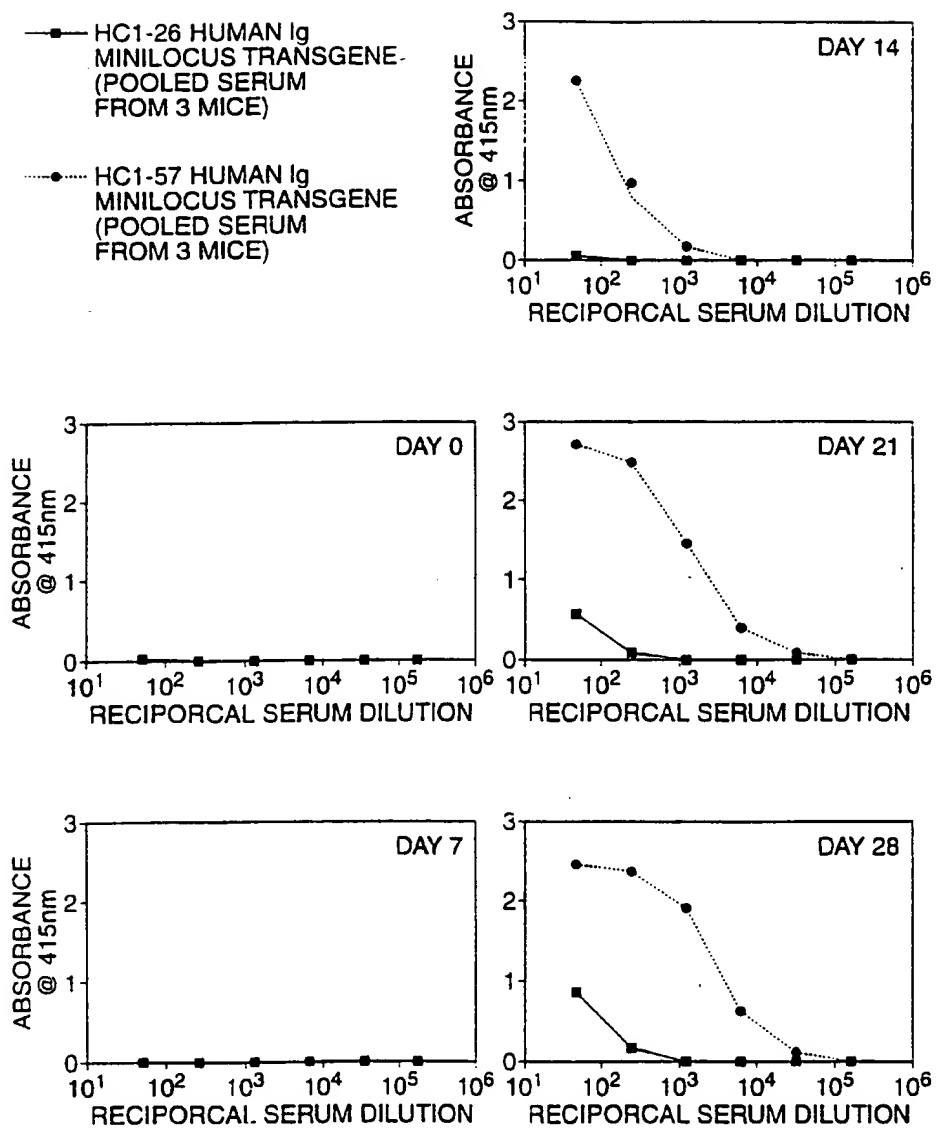 HC1-26 HUMAN Ig
MINILOCUS TRANSGENE
(POOLED SERUM
FROM 3 MICE)
HC1-57 HUMAN Ig
MINILOCUS TRANSGENE
(POOLED SERUM
FROM 3 MICE)
DAY 14
ABSORBANCE
@ 415nm
3
2
1
0
10^1 10^2 10^3 10^4 10^5 10^6
RECIPORCAL SERUM DILUTION
DAY 0
ABSORBANCE
@ 415nm
3
2
1
0
10^1 10^2 10^3 10^4 10^5 10^6
RECIPORCAL SERUM DILUTION
DAY 21
3
2
1
0
10^1 10^2 10^3 10^4 10^5 10^6
RECIPORCAL SERUM DILUTION
DAY 7
ABSORBANCE
@ 415nm
3
2
1
0
10^1 10^2 10^3 10^4 10^5 10^6
RECIPORCAL SERUM DILUTION
DAY 28
3
2
1
0
10^1 10^2 10^3 10^4 10^5 10^6
RECIPORCAL SERUM DILUTION